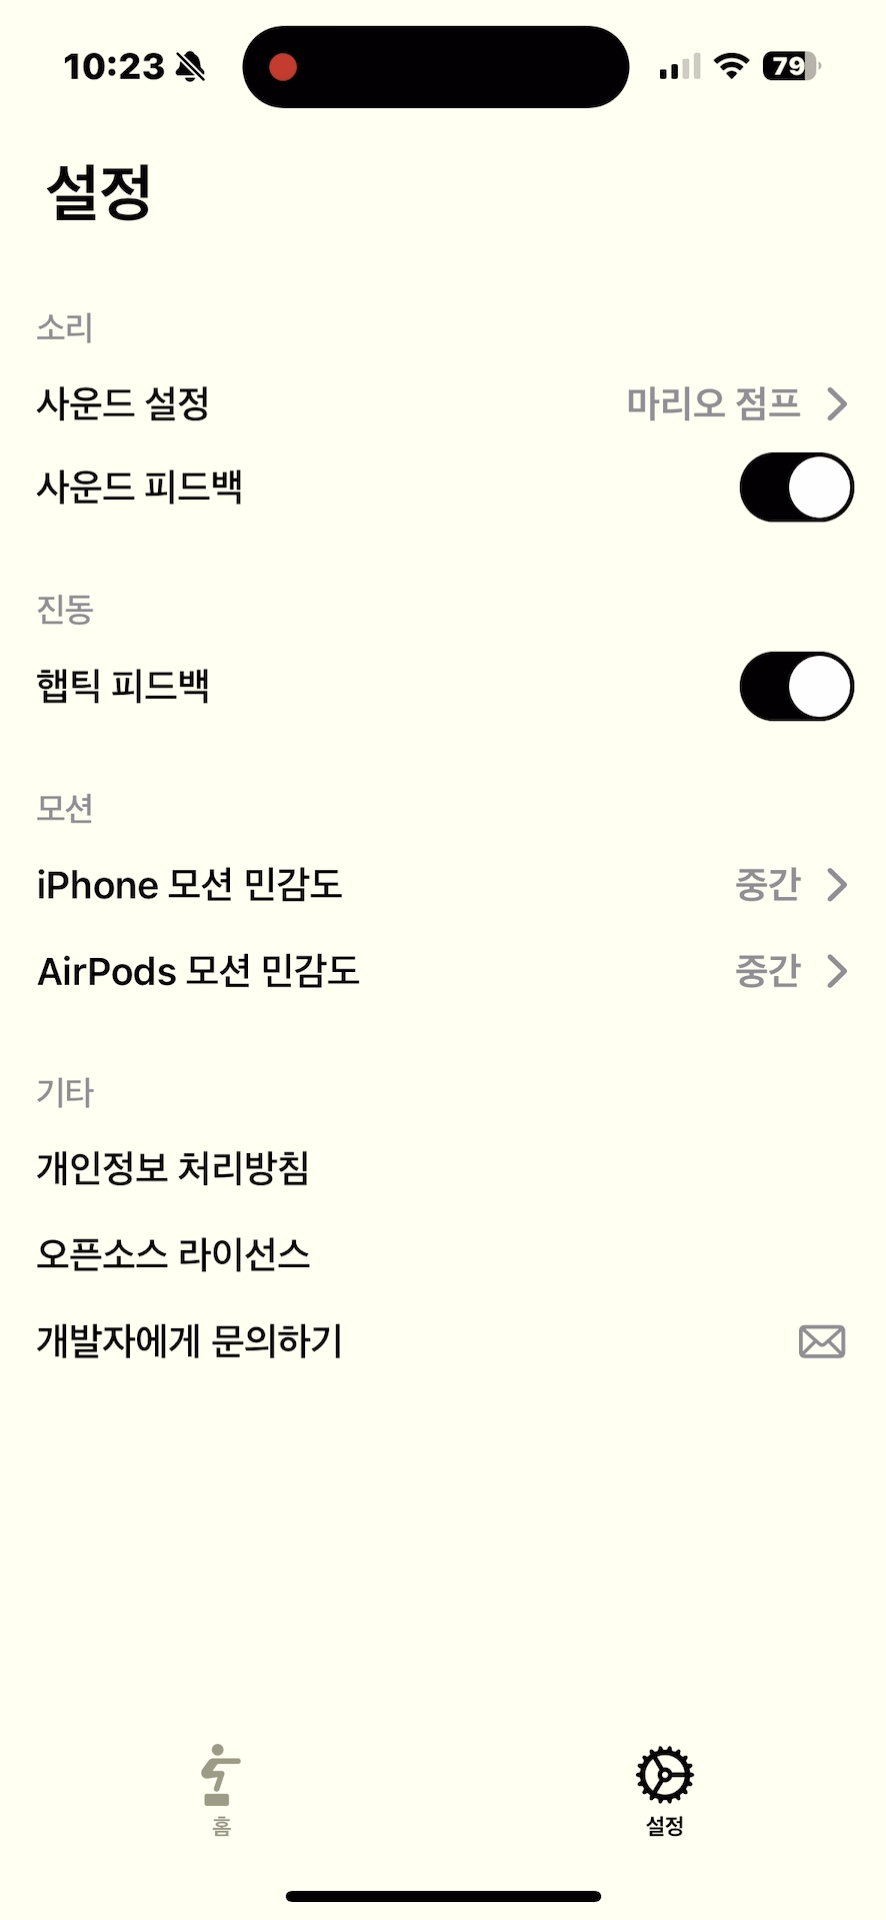 10:23
79
설정
소리
사운드 설정 마리오 점프
사운드 피드백
진동
햅틱 피드백
모션
iPhone 모션 민감도 중간
AirPods 모션 민감도 중간
기타
개인정보 처리방침
오픈소스 라이선스
개발자에게 문의하기
홈 설정